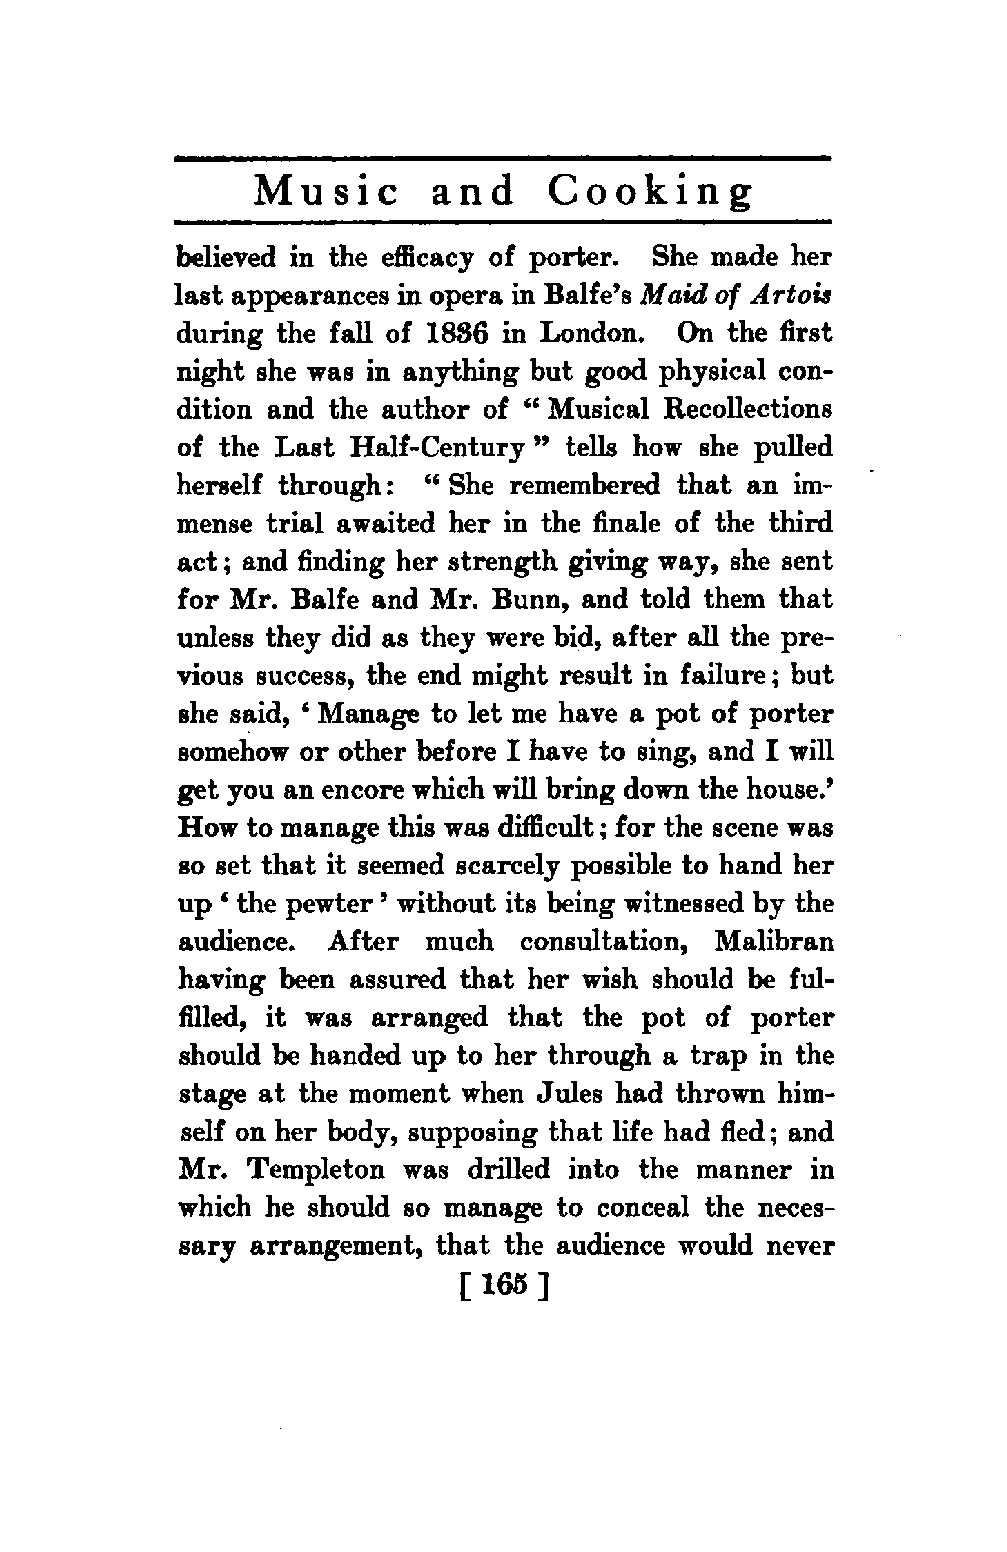 Music and Cooking
believed in the efficacy of porter. She made her
last appearances in opera in Balfe's Maid of Artois
during the fall of 1836 in London. On the first
night she was in anything but good physical con-
dition and the author of “ Musical Recollections
of the Last Half-Century ” tells how she pulled
herself through: “ She remembered that an im-
mense trial awaited her in the finale of the third
act ; and finding her strength giving way, she sent
for Mr. Balfe and Mr. Bunn, and told them that
unless they did as they were bid, after all the pre-
vious success, the end might result in failure ; but
she said, ‘ Manage to let me have a pot of porter
somehow or other before I have to sing, and I will
get you an encore which will bring down the house.’
How to manage this was difficult ; for the scene was
so set that it seemed scarcely possible to hand her
up ‘ the pewter ’ without its being witnessed by the
audience. After much consultation, Malibran
having been assured that her wish should be ful-
filled, it was arranged that the pot of porter
should be handed up to her through a trap in the
stage at the moment when Jules had thrown him-
self on her body, supposing that life had fled ; and
Mr. Templeton was drilled into the manner in
which he should so manage to conceal the neces-
sary arrangement, that the audience would never
[ 165 ]